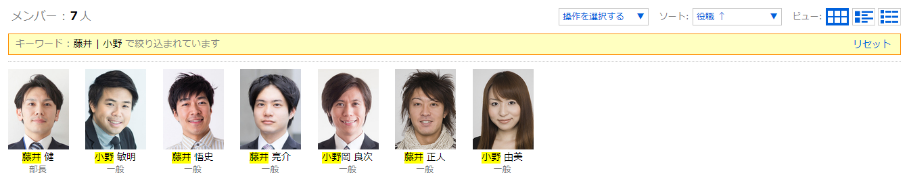 メンバー：7人
操作を選択する ▼ ソート: 役職 ↑ ▼ ビュー:
キーワード：藤井 | 小野 で絞り込まれています リセット
藤井 健 小野 敏明 藤井 悟史 藤井 亮介 小野岡 良次 藤井 正人 小野 由美
部長 一般 一般 一般 一般 一般 一般